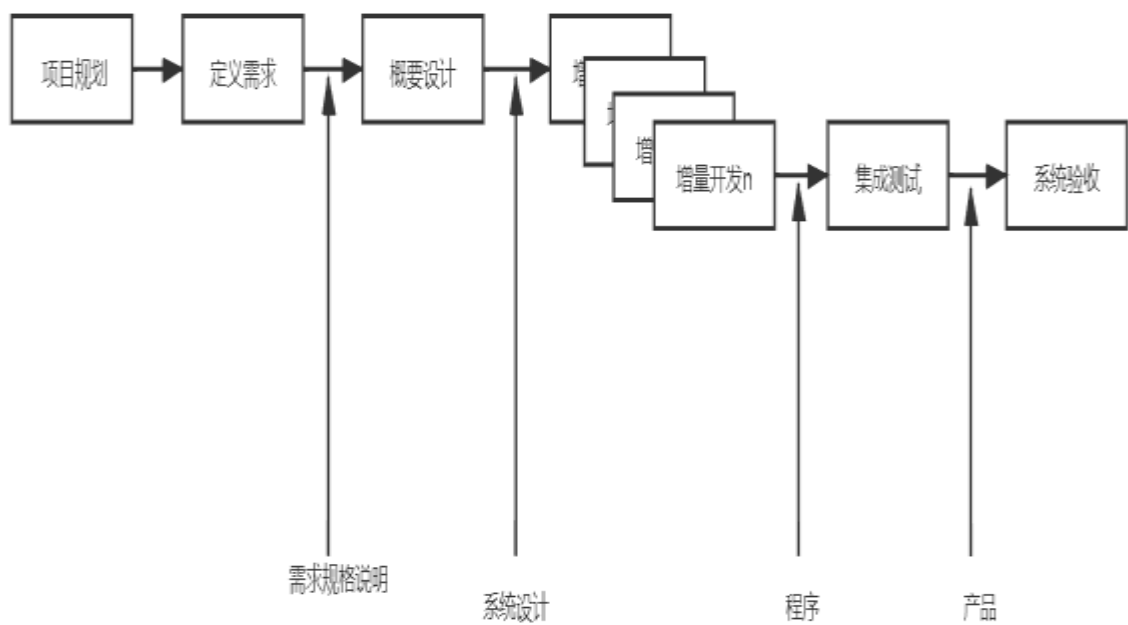 项目规划
定义需求
概要设计
增
增
增量开发n
集成测试
系统验收
需求规格说明
系统设计
程序
产品